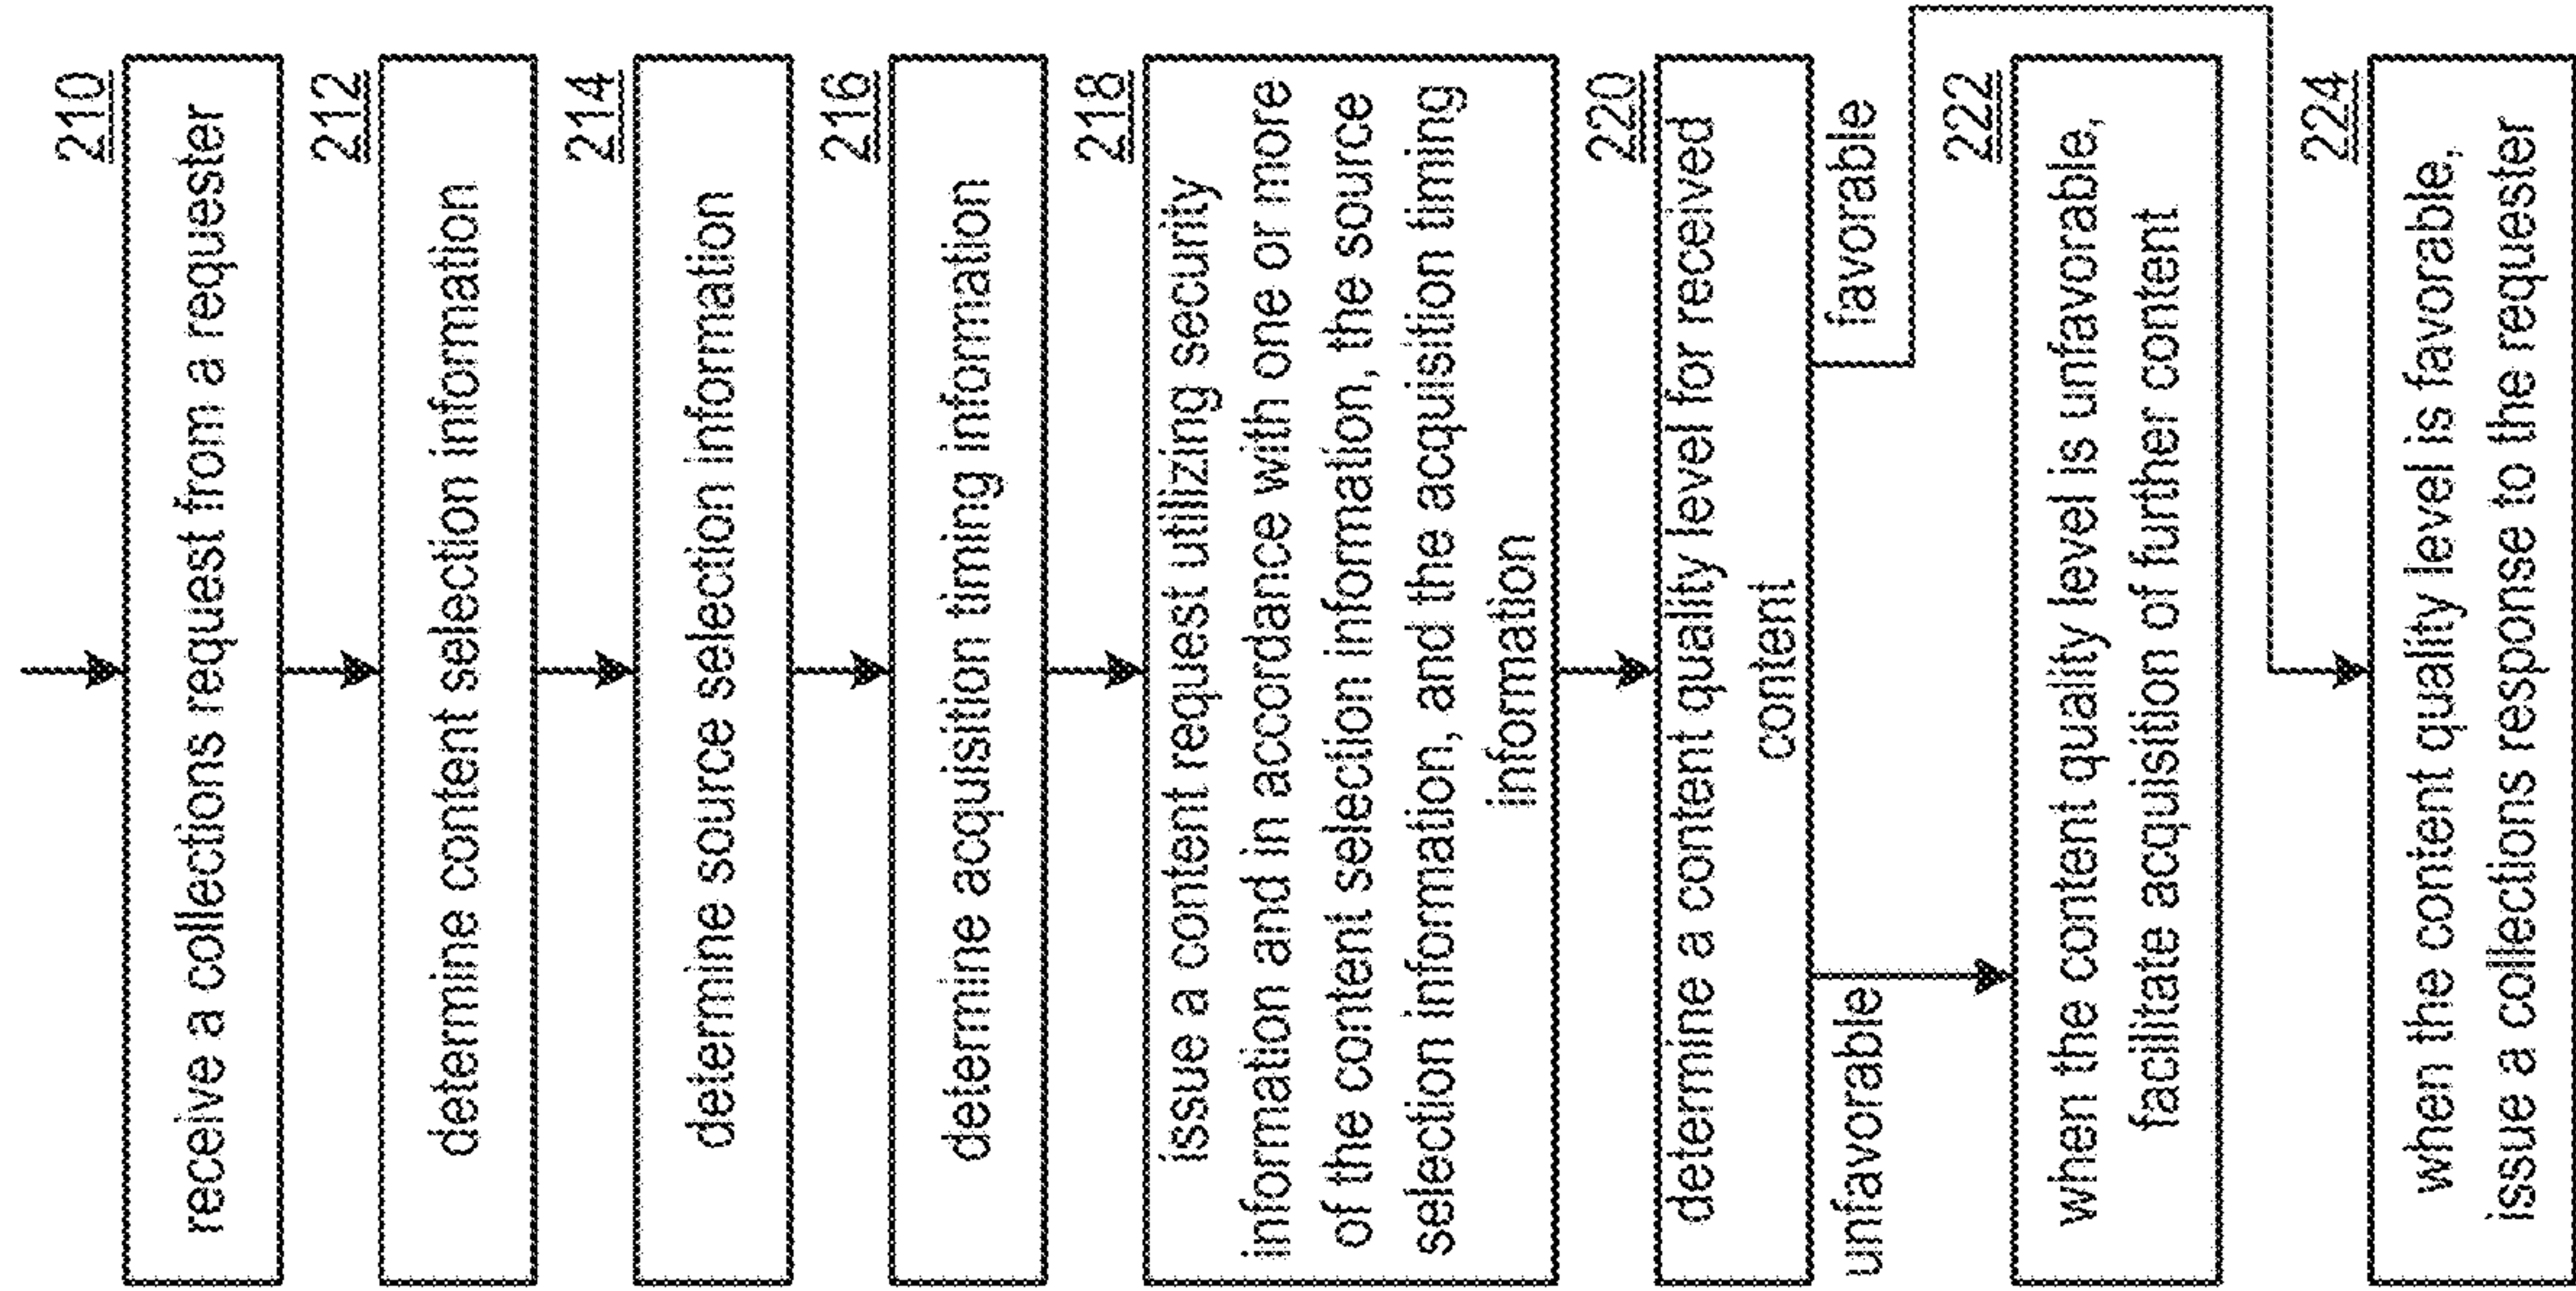 210
receive a collections request from a requester
212
determine content selection information
214
determine source selection information
216
determine acquisition timing information
218
issue a content request utilizing security
information and in accordance with one or more
of the content selection information, the source
selection information, and the acquisition timing
information
220
determine a content quality level for received
content
unfavorable
favorable
222
when the content quality level is unfavorable,
facilitate acquisition of further content
224
when the content quality level is favorable,
issue a collections response to the requester